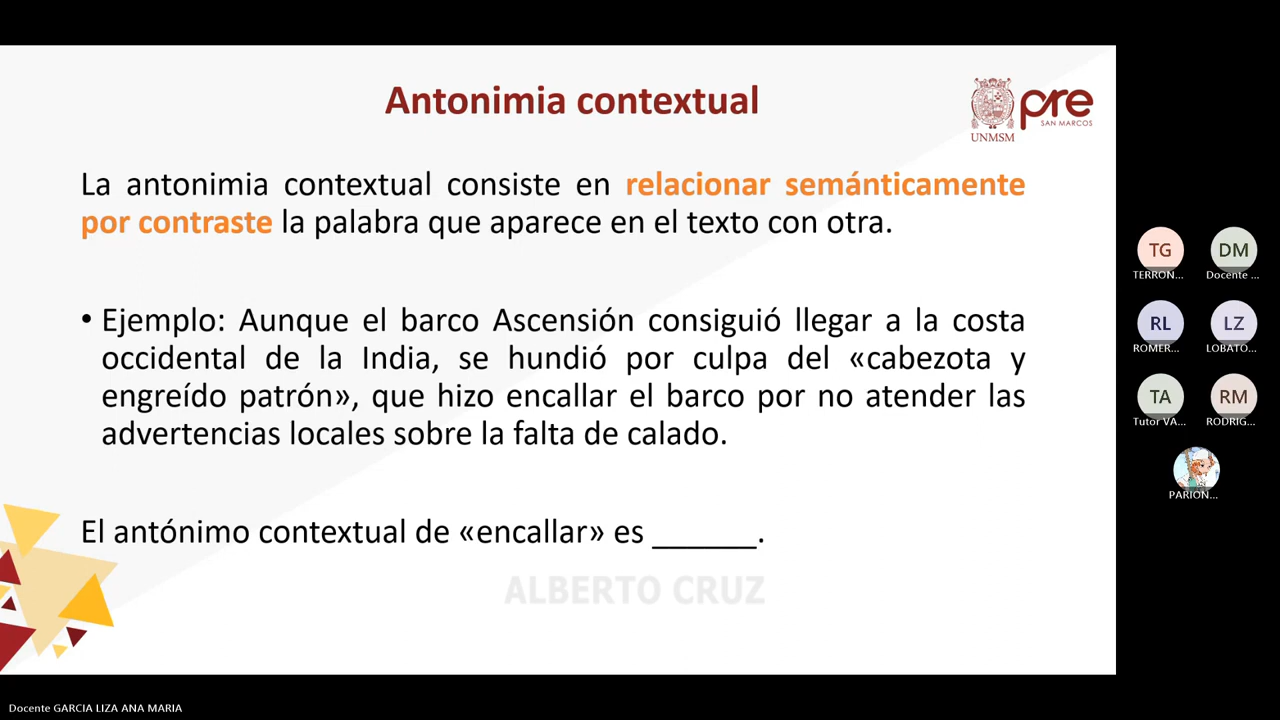 Antonimia contextual
UNMSM
pre
SAN MARCOS
La antonimia contextual consiste en relacionar semánticamente
por contraste la palabra que aparece en el texto con otra.
• Ejemplo: Aunque el barco Ascensión consiguió llegar a la costa
occidental de la India, se hundió por culpa del «cabezota y
engreído patrón», que hizo encallar el barco por no atender las
advertencias locales sobre la falta de calado.
El antónimo contextual de «encallar» es ______.
ALBERTO CRUZ
TG
TERRON...
DM
Docente ...
RL
ROMER...
LZ
LOBATO...
TA
Tutor VA...
RM
RODRIG...
PARION...
Docente GARCIA LIZA ANA MARIA